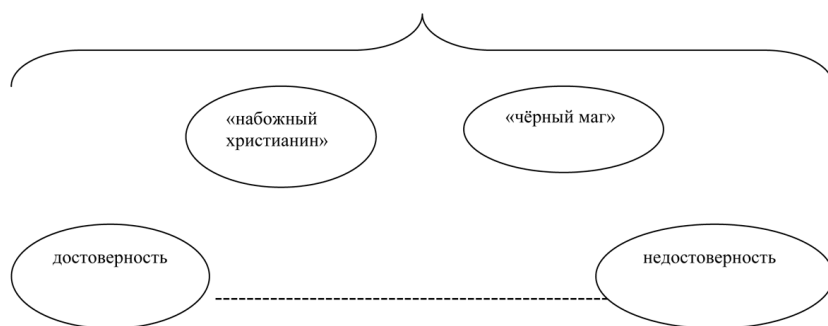 «набожный
христианин»
«чёрный маг»
достоверность
недостоверность